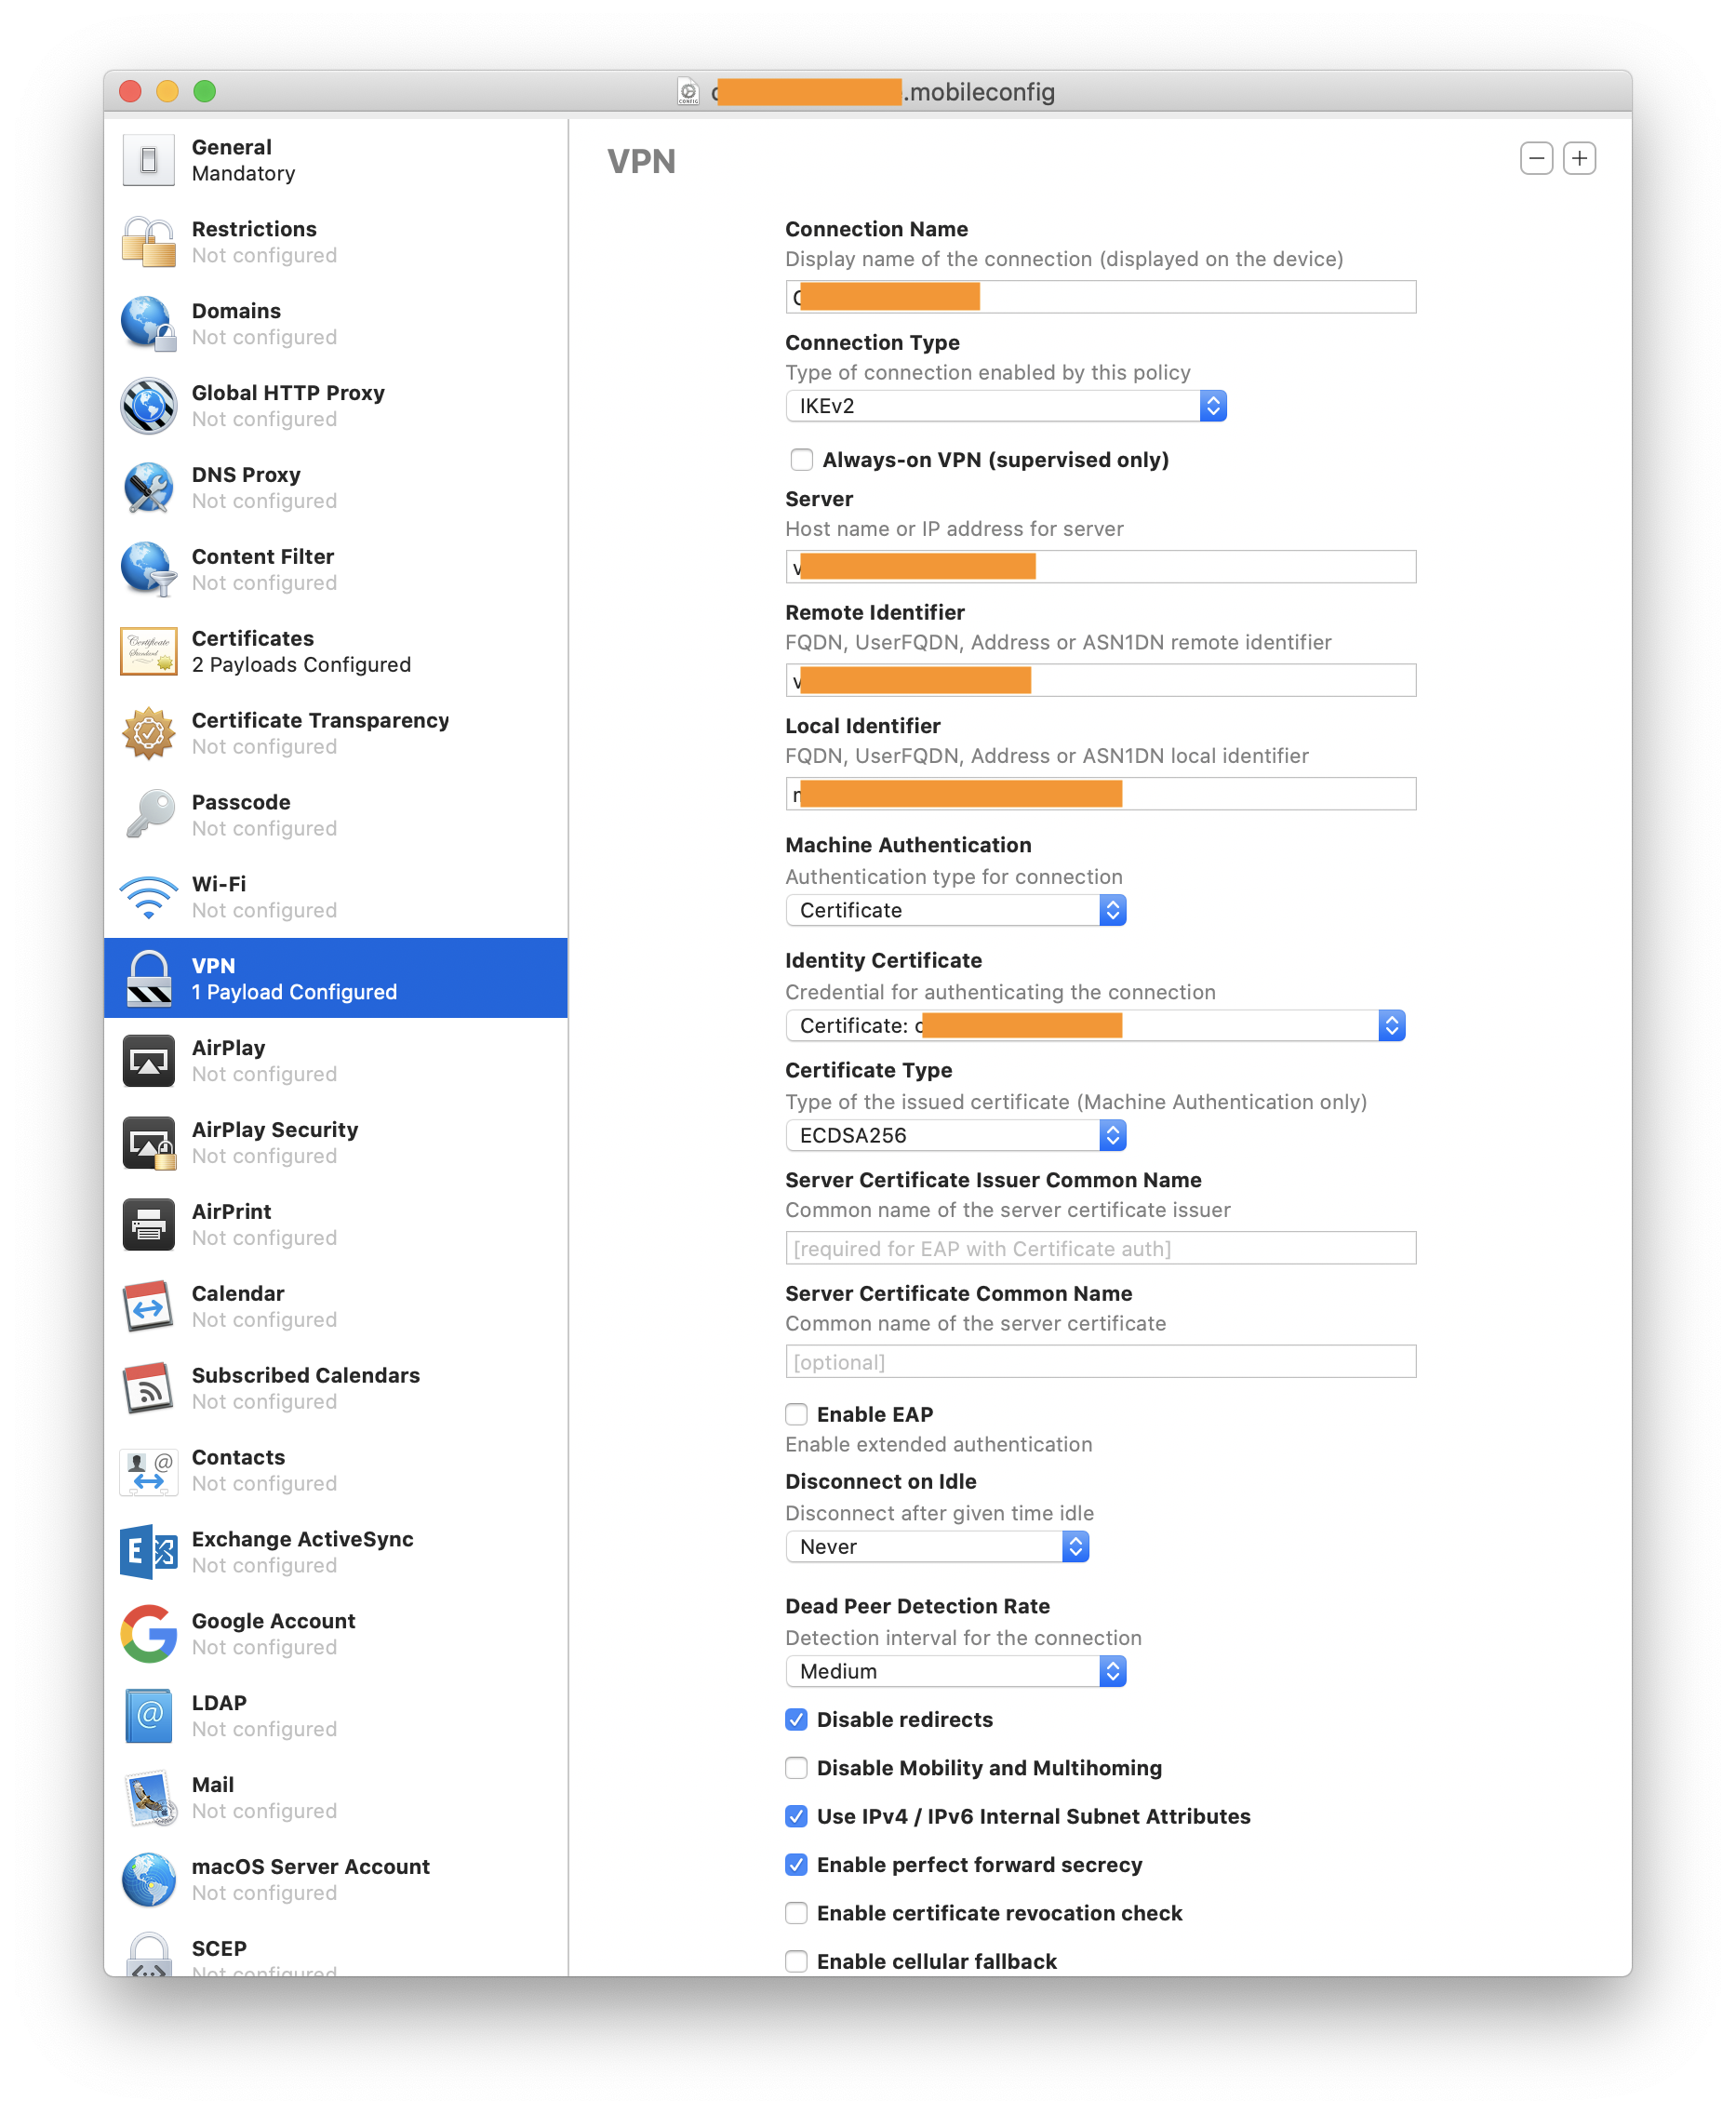 .mobileconfig
General
Mandatory
Restrictions
Not configured
Domains
Not configured
Global HTTP Proxy
Not configured
DNS Proxy
Not configured
Content Filter
Not configured
Certificates
2 Payloads Configured
Certificate Transparency
Not configured
Passcode
Not configured
Wi-Fi
Not configured
VPN
1 Payload Configured
AirPlay
Not configured
AirPlay Security
Not configured
AirPrint
Not configured
Calendar
Not configured
Subscribed Calendars
Not configured
Contacts
Not configured
Exchange ActiveSync
Not configured
Google Account
Not configured
LDAP
Not configured
Mail
Not configured
macOS Server Account
Not configured
SCEP
Not configured
VPN
Connection Name
Display name of the connection (displayed on the device)
Connection Type
Type of connection enabled by this policy
IKEv2
Always-on VPN (supervised only)
Server
Host name or IP address for server
v
Remote Identifier
FQDN, UserFQDN, Address or ASN1DN remote identifier
v
Local Identifier
FQDN, UserFQDN, Address or ASN1DN local identifier
Machine Authentication
Authentication type for connection
Certificate
Identity Certificate
Credential for authenticating the connection
Certificate:
Certificate Type
Type of the issued certificate (Machine Authentication only)
ECDSA256
Server Certificate Issuer Common Name
Common name of the server certificate issuer
[required for EAP with Certificate auth]
Server Certificate Common Name
Common name of the server certificate
[optional]
Enable EAP
Enable extended authentication
Disconnect on Idle
Disconnect after given time idle
Never
Dead Peer Detection Rate
Detection interval for the connection
Medium
Disable redirects
Disable Mobility and Multihoming
Use IPv4 / IPv6 Internal Subnet Attributes
Enable perfect forward secrecy
Enable certificate revocation check
Enable cellular fallback